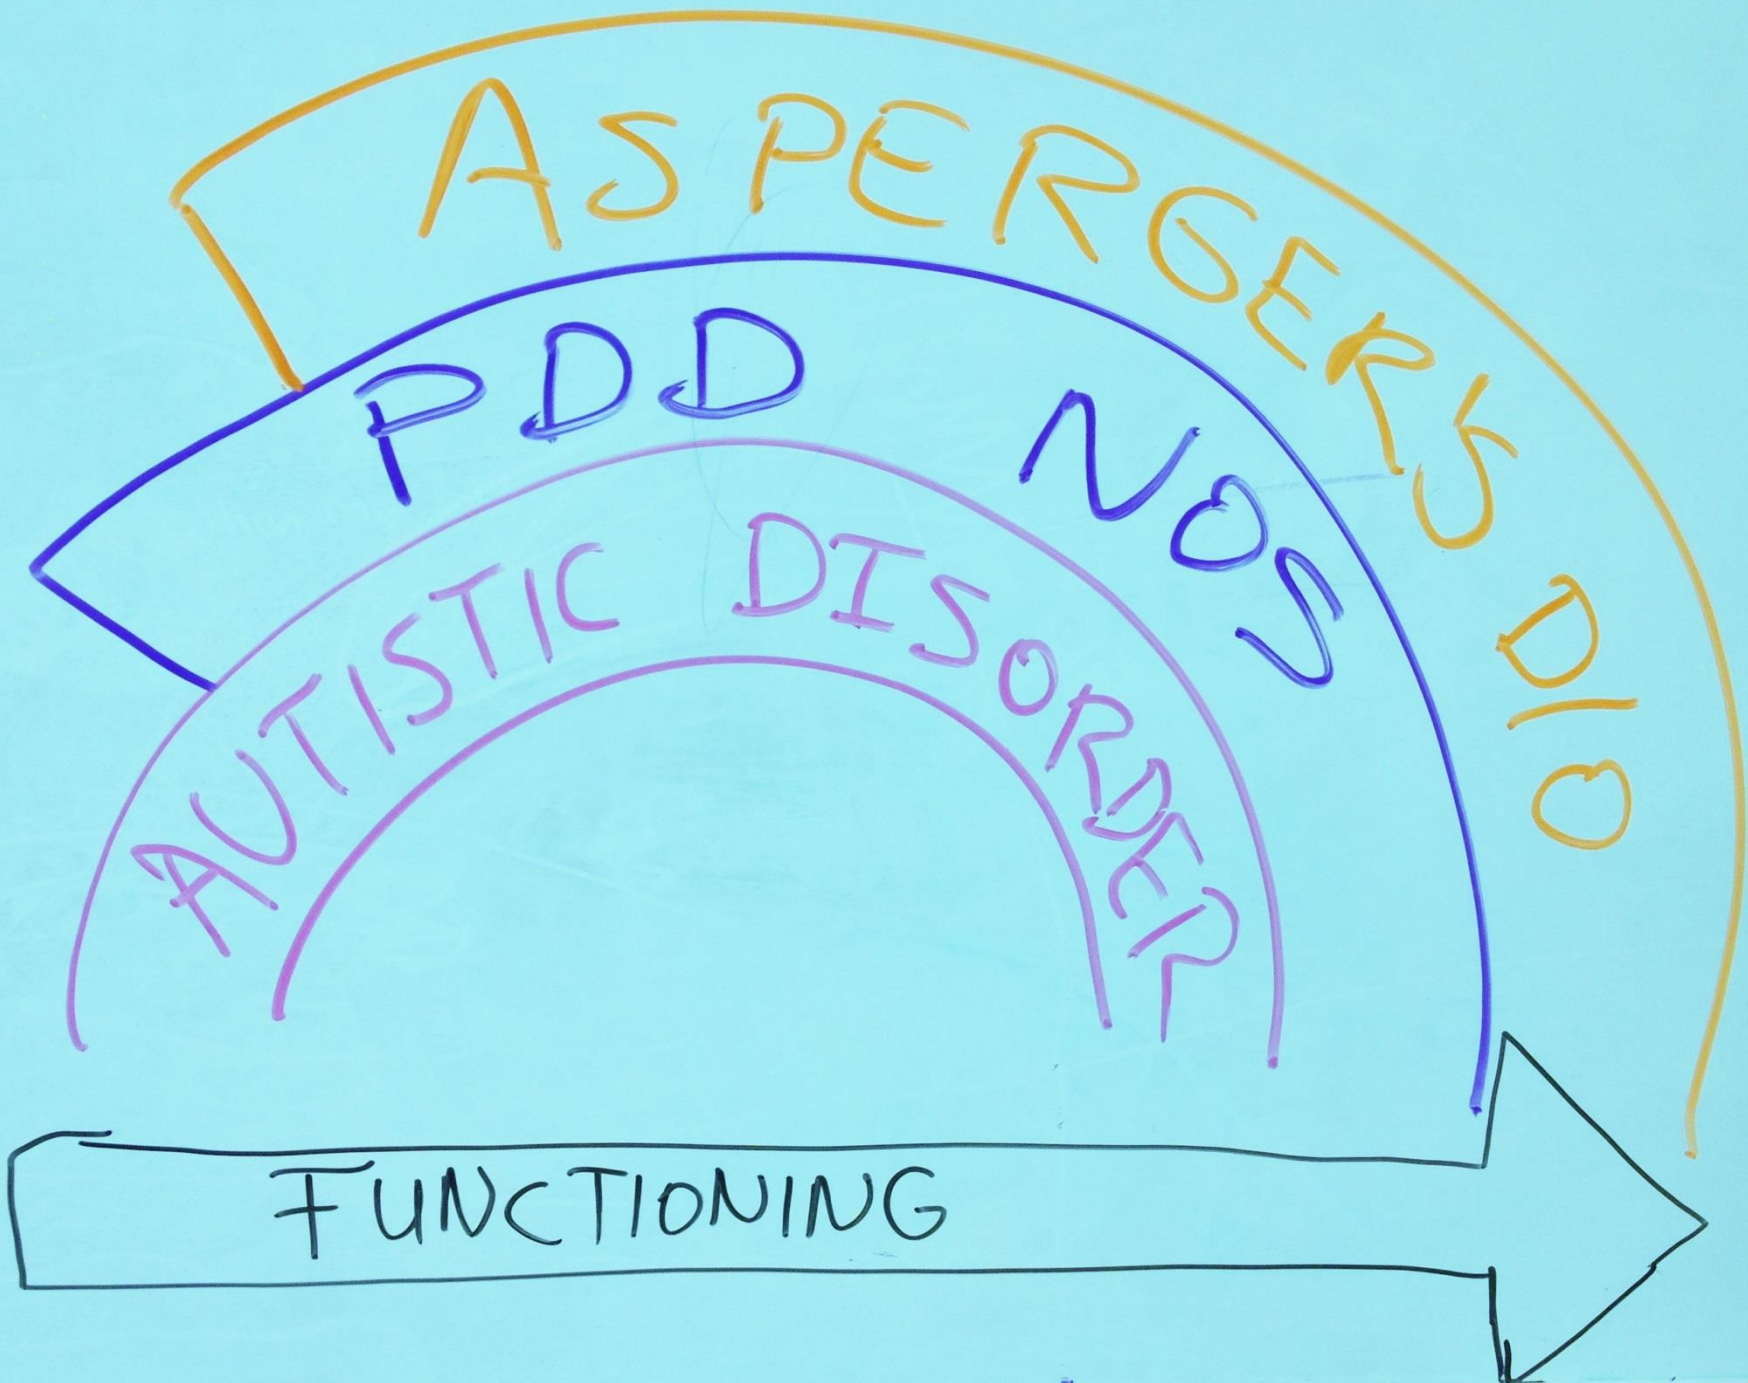 ASPERGERS D/O
PDD NOS
AUTISTIC DISORDER
FUNCTIONING